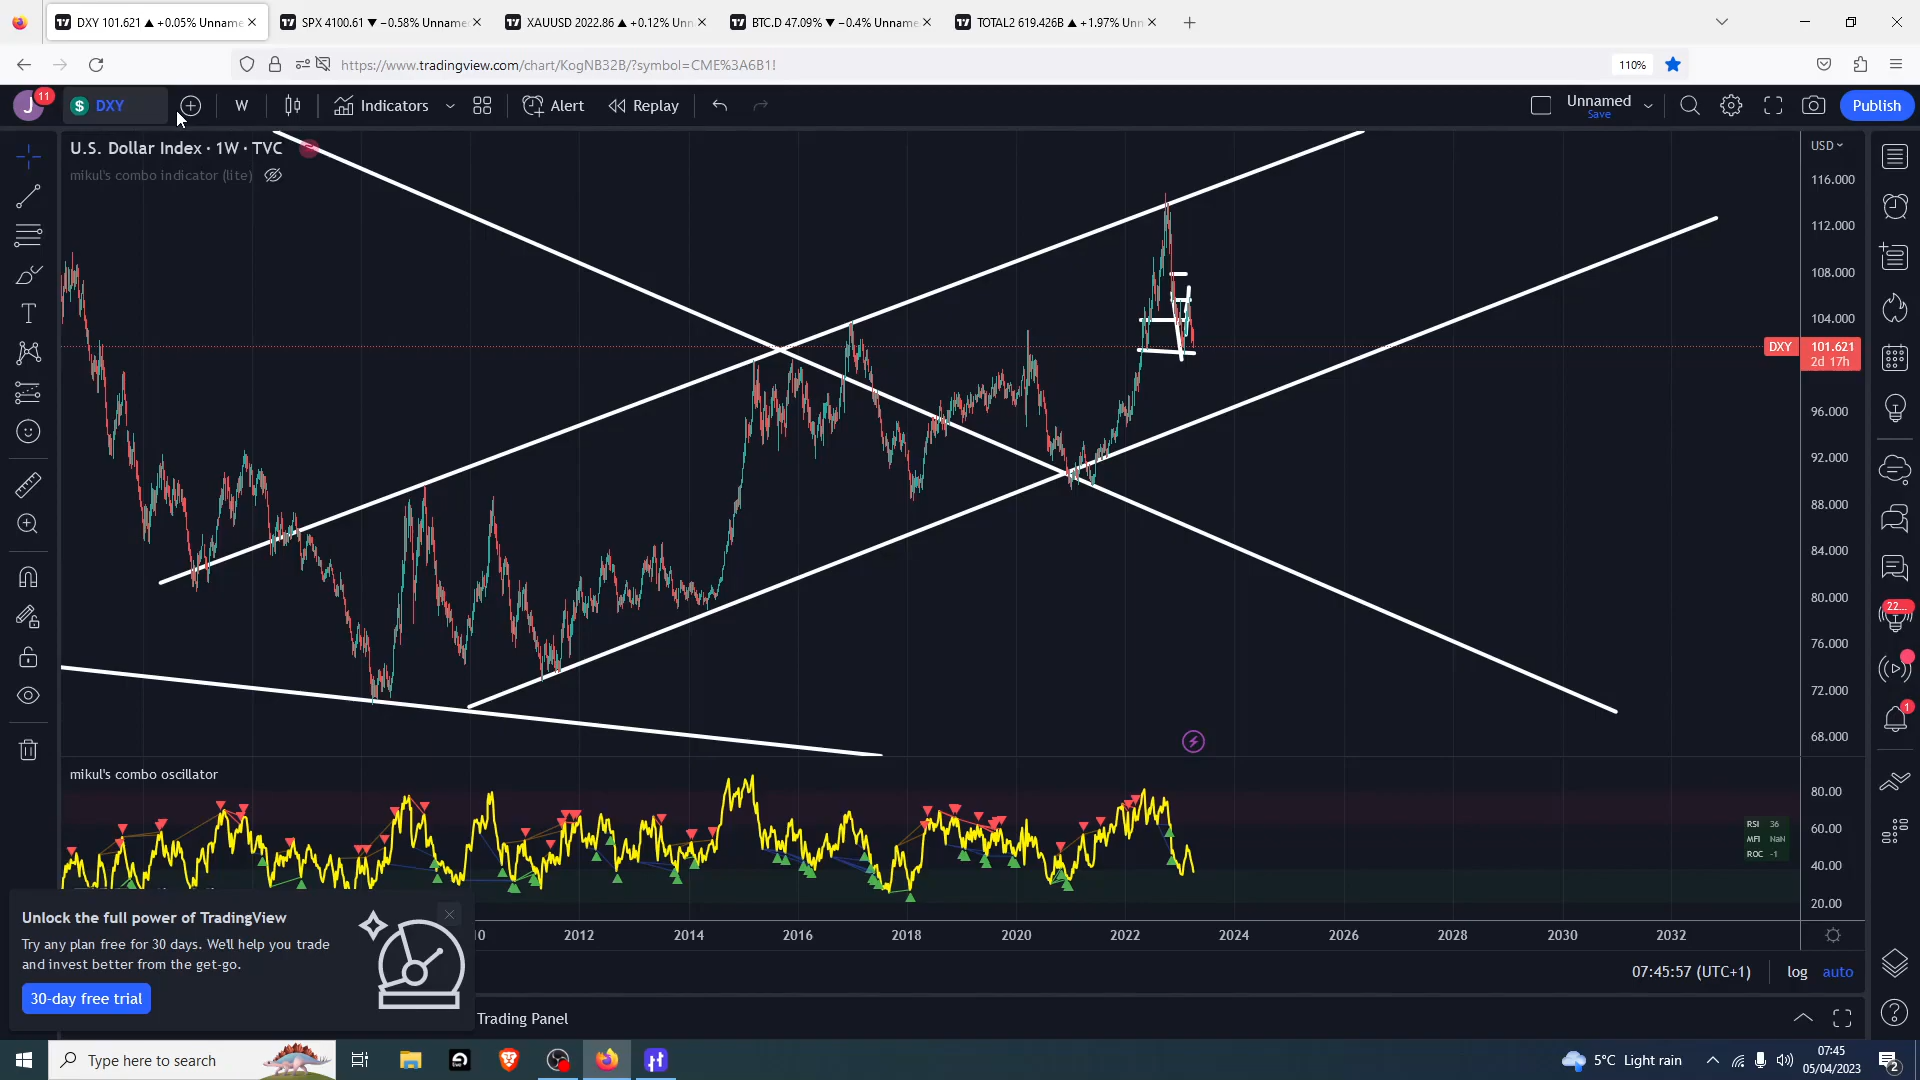 DXY 101.621 ▲ +0.05% Unname
SPX 4100.61 ▼ −0.58% Unname
XAUUSD 2022.86 ▲ +0.12% Unn
BTC.D 47.09% ▼ −0.4% Unname
TOTAL2 619.426B ▲ +1.97% Unn
https://www.tradingview.com/chart/KogNB32B/?symbol=CME%3A6B1!
110%
J
11
$ DXY
W
Indicators
Alert
Replay
Unnamed
Save
Publish
U.S. Dollar Index · 1W · TVC
mikul's combo indicator (lite)
USD
116.000
112.000
108.000
104.000
DXY 101.621
2d 17h
96.000
92.000
88.000
84.000
80.000
76.000
72.000
68.000
22...
1
mikul's combo oscillator
80.00
60.00
40.00
20.00
RSI 36
MFI NaN
ROC -1
Unlock the full power of TradingView
Try any plan free for 30 days. We'll help you trade
and invest better from the get-go.
30-day free trial
10 2012 2014 2016 2018 2020 2022 2024 2026 2028 2030 2032
07:45:57 (UTC+1)
log
auto
Trading Panel
Type here to search
5°C Light rain
07:45
05/04/2023
2